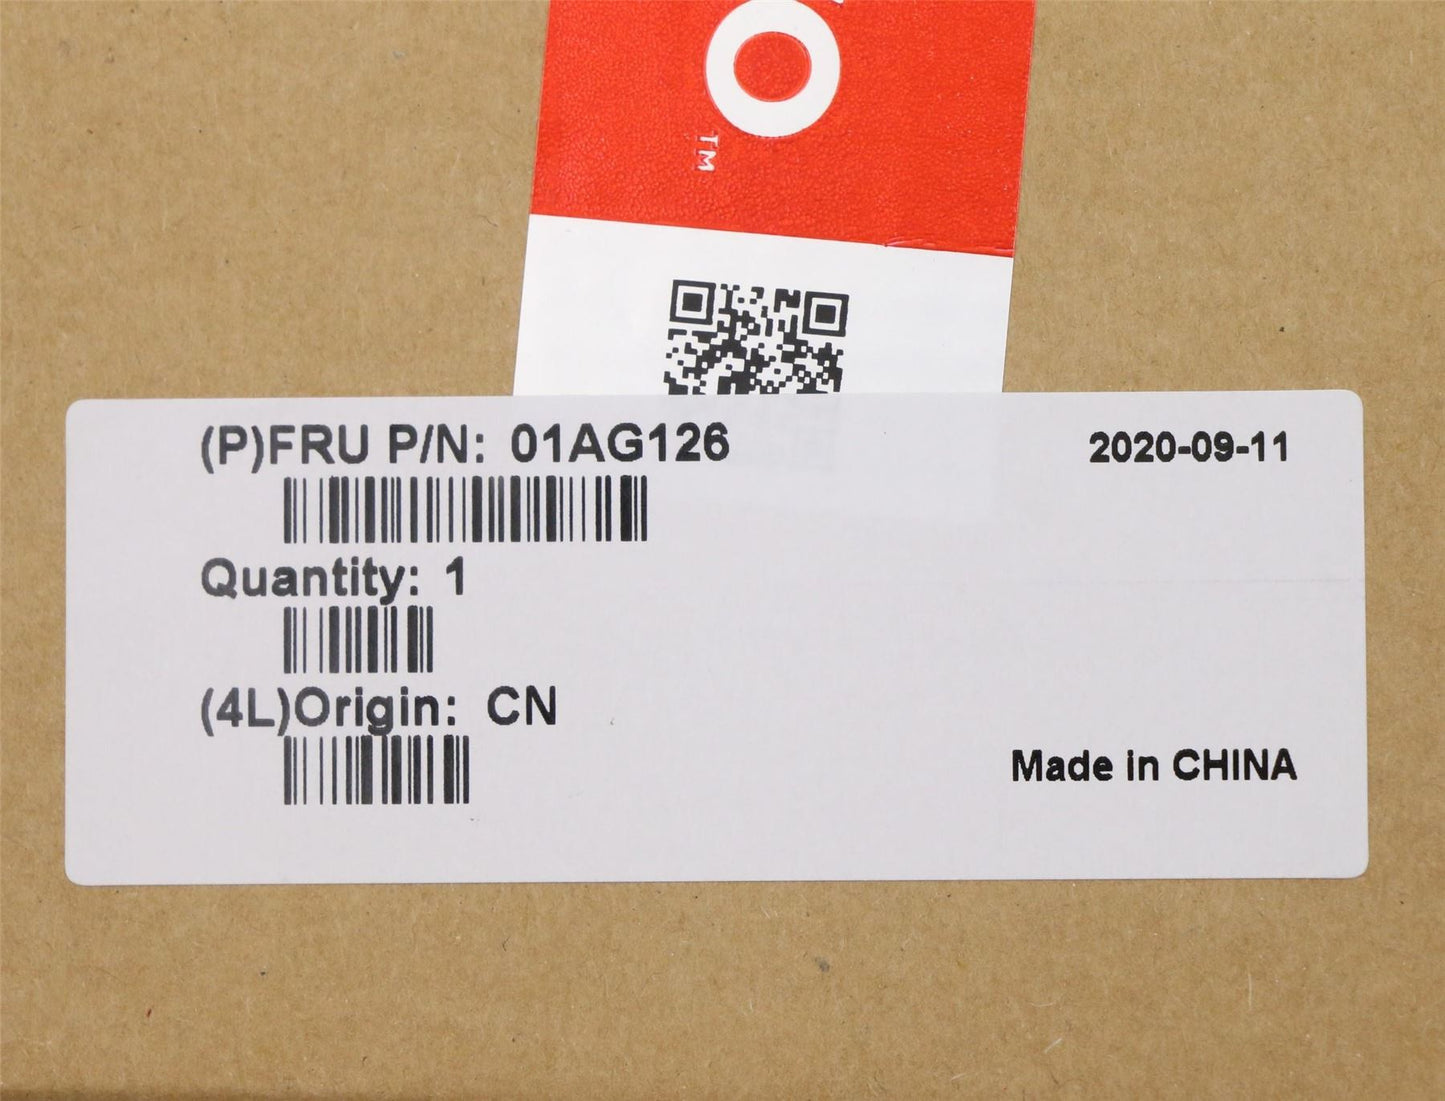 O
TM
(P)FRU P/N: 01AG126
2020-09-11
Quantity: 1
(4L)Origin: CN
Made in CHINA